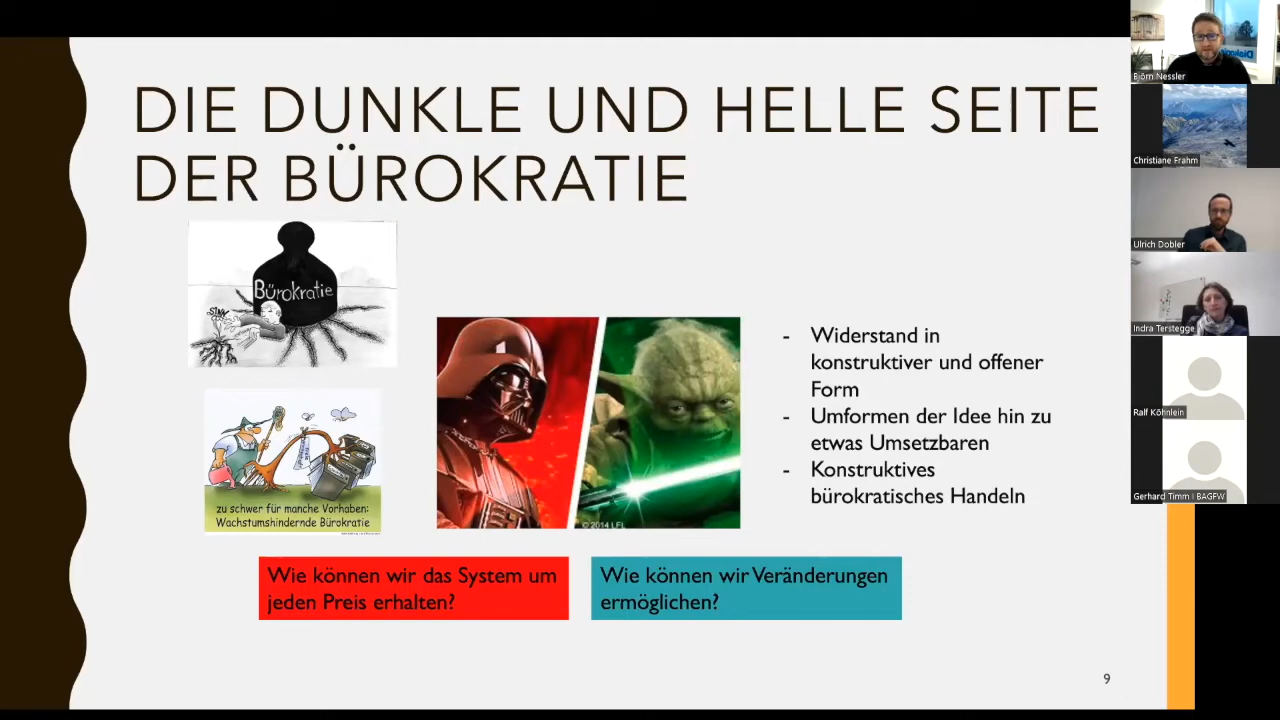 DIE DUNKLE UND HELLE SEITE
DER BÜROKRATIE
Bürokratie
SINN
zu schwer für manche Vorhaben:
Wachstumshindernde Bürokratie
© 2014 LFL
- Widerstand in
konstruktiver und offener
Form
- Umformen der Idee hin zu
etwas Umsetzbaren
- Konstruktives
bürokratisches Handeln
Wie können wir das System um
jeden Preis erhalten?
Wie können wir Veränderungen
ermöglichen?
9
Björn Nessler
Christiane Frahm
Ulrich Dobler
Indra Terstegge
Ralf Köhnlein
Gerhard Timm I BAGFW